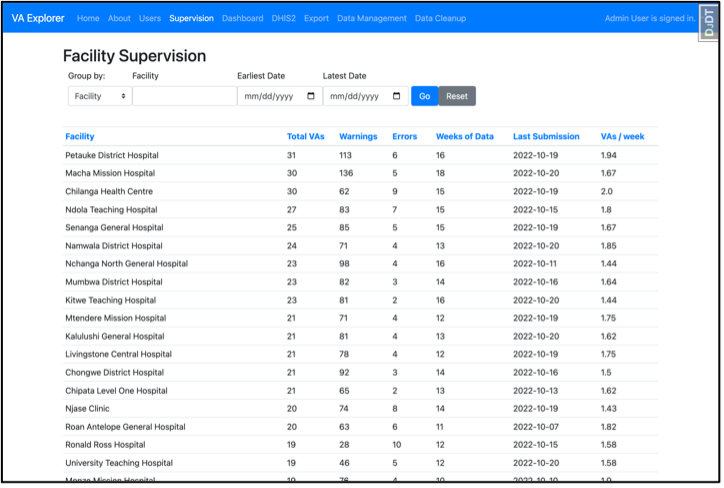 VA Explorer Home About Users Supervision Dashboard DHIS2 Export Data Management Data Cleanup Admin User is signed in.
DJDT
Facility Supervision
Group by: Facility Earliest Date Latest Date
Facility mm/dd/yyyy mm/dd/yyyy Go Reset
Facility Total VAs Warnings Errors Weeks of Data Last Submission VAs / week
Petauke District Hospital 31 113 6 16 2022-10-19 1.94
Macha Mission Hospital 30 136 5 18 2022-10-20 1.67
Chilanga Health Centre 30 62 9 15 2022-10-19 2.0
Ndola Teaching Hospital 27 83 7 15 2022-10-15 1.8
Senanga General Hospital 25 85 5 15 2022-10-19 1.67
Namwala District Hospital 24 71 4 13 2022-10-20 1.85
Nchanga North General Hospital 23 98 4 16 2022-10-11 1.44
Mumbwa District Hospital 23 82 3 14 2022-10-16 1.64
Kitwe Teaching Hospital 23 81 2 16 2022-10-20 1.44
Mtendere Mission Hospital 21 71 4 12 2022-10-19 1.75
Kalulushi General Hospital 21 81 4 13 2022-10-20 1.62
Livingstone Central Hospital 21 78 4 12 2022-10-19 1.75
Chongwe District Hospital 21 92 3 14 2022-10-16 1.5
Chipata Level One Hospital 21 65 2 13 2022-10-13 1.62
Njase Clinic 20 74 8 14 2022-10-19 1.43
Roan Antelope General Hospital 20 63 6 11 2022-10-07 1.82
Ronald Ross Hospital 19 28 10 12 2022-10-15 1.58
University Teaching Hospital 19 46 5 12 2022-10-20 1.58
Monze Mission Hospital 19 76 4 10 2022-10-10 1.9